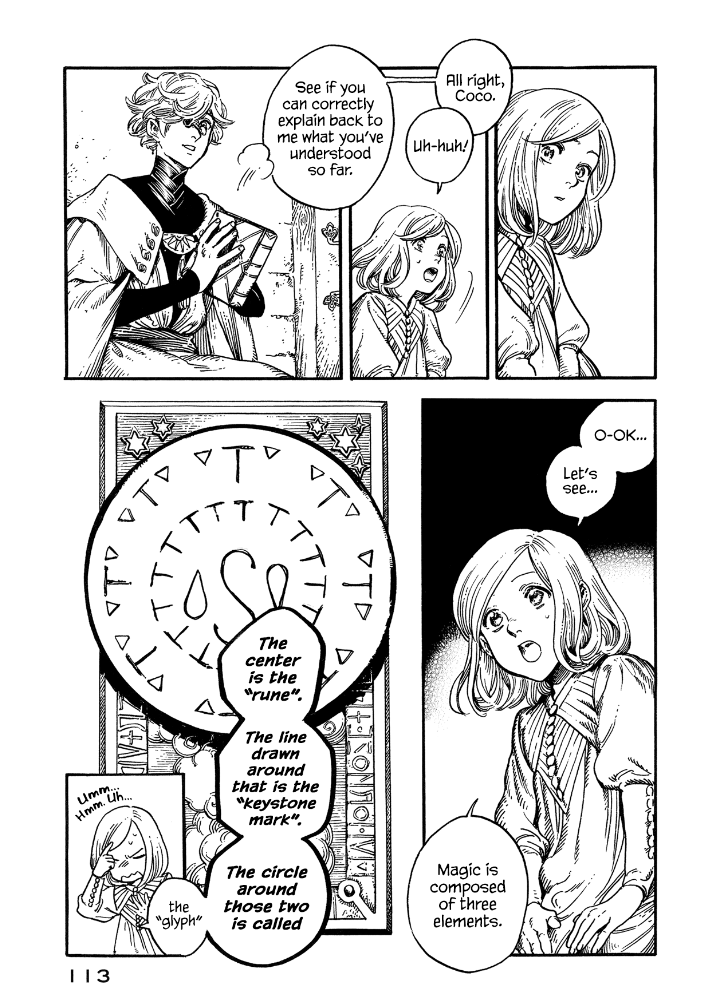 All right,
Coco.
Uh-huh!
See if you
can correctly
explain back to
me what you've
understood
so far.
O-OK...
Let's
see...
Magic is
composed
of three
elements.
The
center
is the
"rune".
The line
drawn
around
that is the
"keystone
mark".
The circle
around
those two
is called
Umm...
Hmm. Uh...
the
"glyph"
113